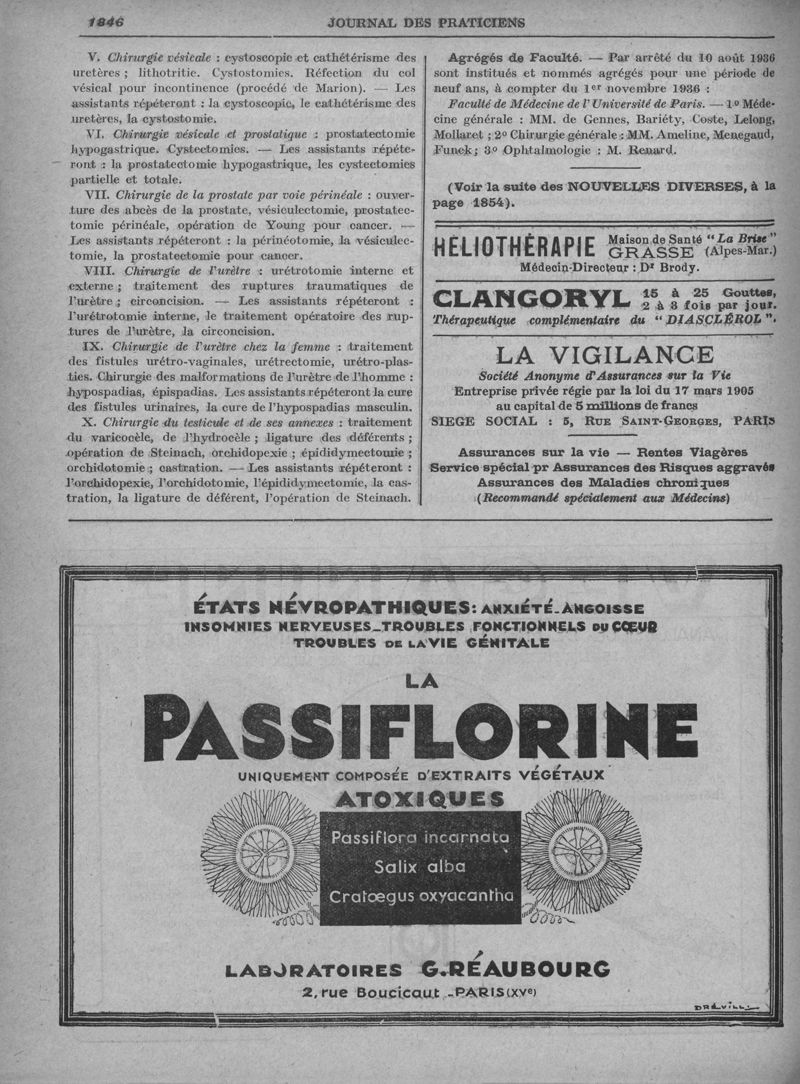 1846
JOURNAL DES PRATICIENS
V. Chirurgie vésicale : cystoscopie et cathétérisme des
uretères ; lithotritie. Cystostomies. Réfection du col
vésical pour incontinence (procédé de Marion). — Les
assistants répéteront : la cystoscopie, le cathétérisme des
uretères, la cystostomie.
VI. Chirurgie vésicale et prostatique : prostatectomie
hypogastrique. Cystectomies. — Les assistants répéte-
ront : la prostatectomie hypogastrique, les cystectomies
partielle et totale.
VII. Chirurgie de la prostate par voie périnéale : ouver-
ture des abcès de la prostate, vésiculectomie, prostatec-
tomie périnéale, opération de Young pour cancer. —
Les assistants répéteront : la périnéotomie, la vésiculec-
tomie, la prostatectomie pour cancer.
VIII. Chirurgie de l'urètre : urétrotomie interne et
externe ; traitement des ruptures traumatiques de
l'urètre ; circoncision. — Les assistants répéteront :
l'urétrotomie interne, le traitement opératoire des rup-
tures de l'urètre, la circoncision.
IX. Chirurgie de l'urètre chez la femme : traitement
des fistules urétro-vaginales, urétrectomie, urétro-plas-
ties. Chirurgie des malformations de l'urètre de l'homme :
hypospadias, épispadias. Les assistants répéteront la cure
des fistules urinaires, la cure de l'hypospadias masculin.
X. Chirurgie du testicule et de ses annexes : traitement
du varicocèle, de l'hydrocèle ; ligature des déférents ;
opération de Steinach, orchidopexie ; épididymectomie ;
orchidotomie ; castration. — Les assistants répéteront :
l'orchidopexie, l'orchidotomie, l'épididymectomie, la cas-
tration, la ligature de déférent, l'opération de Steinach.
Agrégés de Faculté. — Par arrêté du 10 août 1936
sont institués et nommés agrégés pour une période de
neuf ans, à compter du 1er novembre 1936 :
Faculté de Médecine de l'Université de Paris. — 1o Méde-
cine générale : MM. de Gennes, Bariéty, Coste, Lelong,
Mollaret ; 2o Chirurgie générale : MM. Ameline, Menegaud,
Funck ; 3o Ophtalmologie : M. Renard.
(Voir la suite des NOUVELLES DIVERSES, à la
page 1854).
HÉLIOTHÉRAPIE Maison de Santé "La Brise"
GRASSE (Alpes-Mar.)
Médecin-Directeur : Dr Brody.
CLANGORYL 15 à 25 Gouttes,
2 à 3 fois par jour.
Thérapeutique complémentaire du "DIASCLÉROL".
LA VIGILANCE
Société Anonyme d'Assurances sur la Vie
Entreprise privée régie par la loi du 17 mars 1905
au capital de 5 millions de francs
SIEGE SOCIAL : 5, RUE SAINT-GEORGES, PARIS
Assurances sur la vie — Rentes Viagères
Service spécial pr Assurances des Risques aggravés
Assurances des Maladies chroniques
(Recommandé spécialement aux Médecins)
ÉTATS NÉVROPATHIQUES: ANXIÉTÉ-ANGOISSE
INSOMNIES NERVEUSES_TROUBLES FONCTIONNELS DU CŒUR
TROUBLES DE LA VIE GÉNITALE
LA
PASSIFLORINE
UNIQUEMENT COMPOSÉE D'EXTRAITS VÉGÉTAUX
ATOXIQUES
Passiflora incarnata
Salix alba
Cratœgus oxyacantha
LABORATOIRES G.RÉAUBOURG
2, rue Boucicaut _ PARIS (XVe)